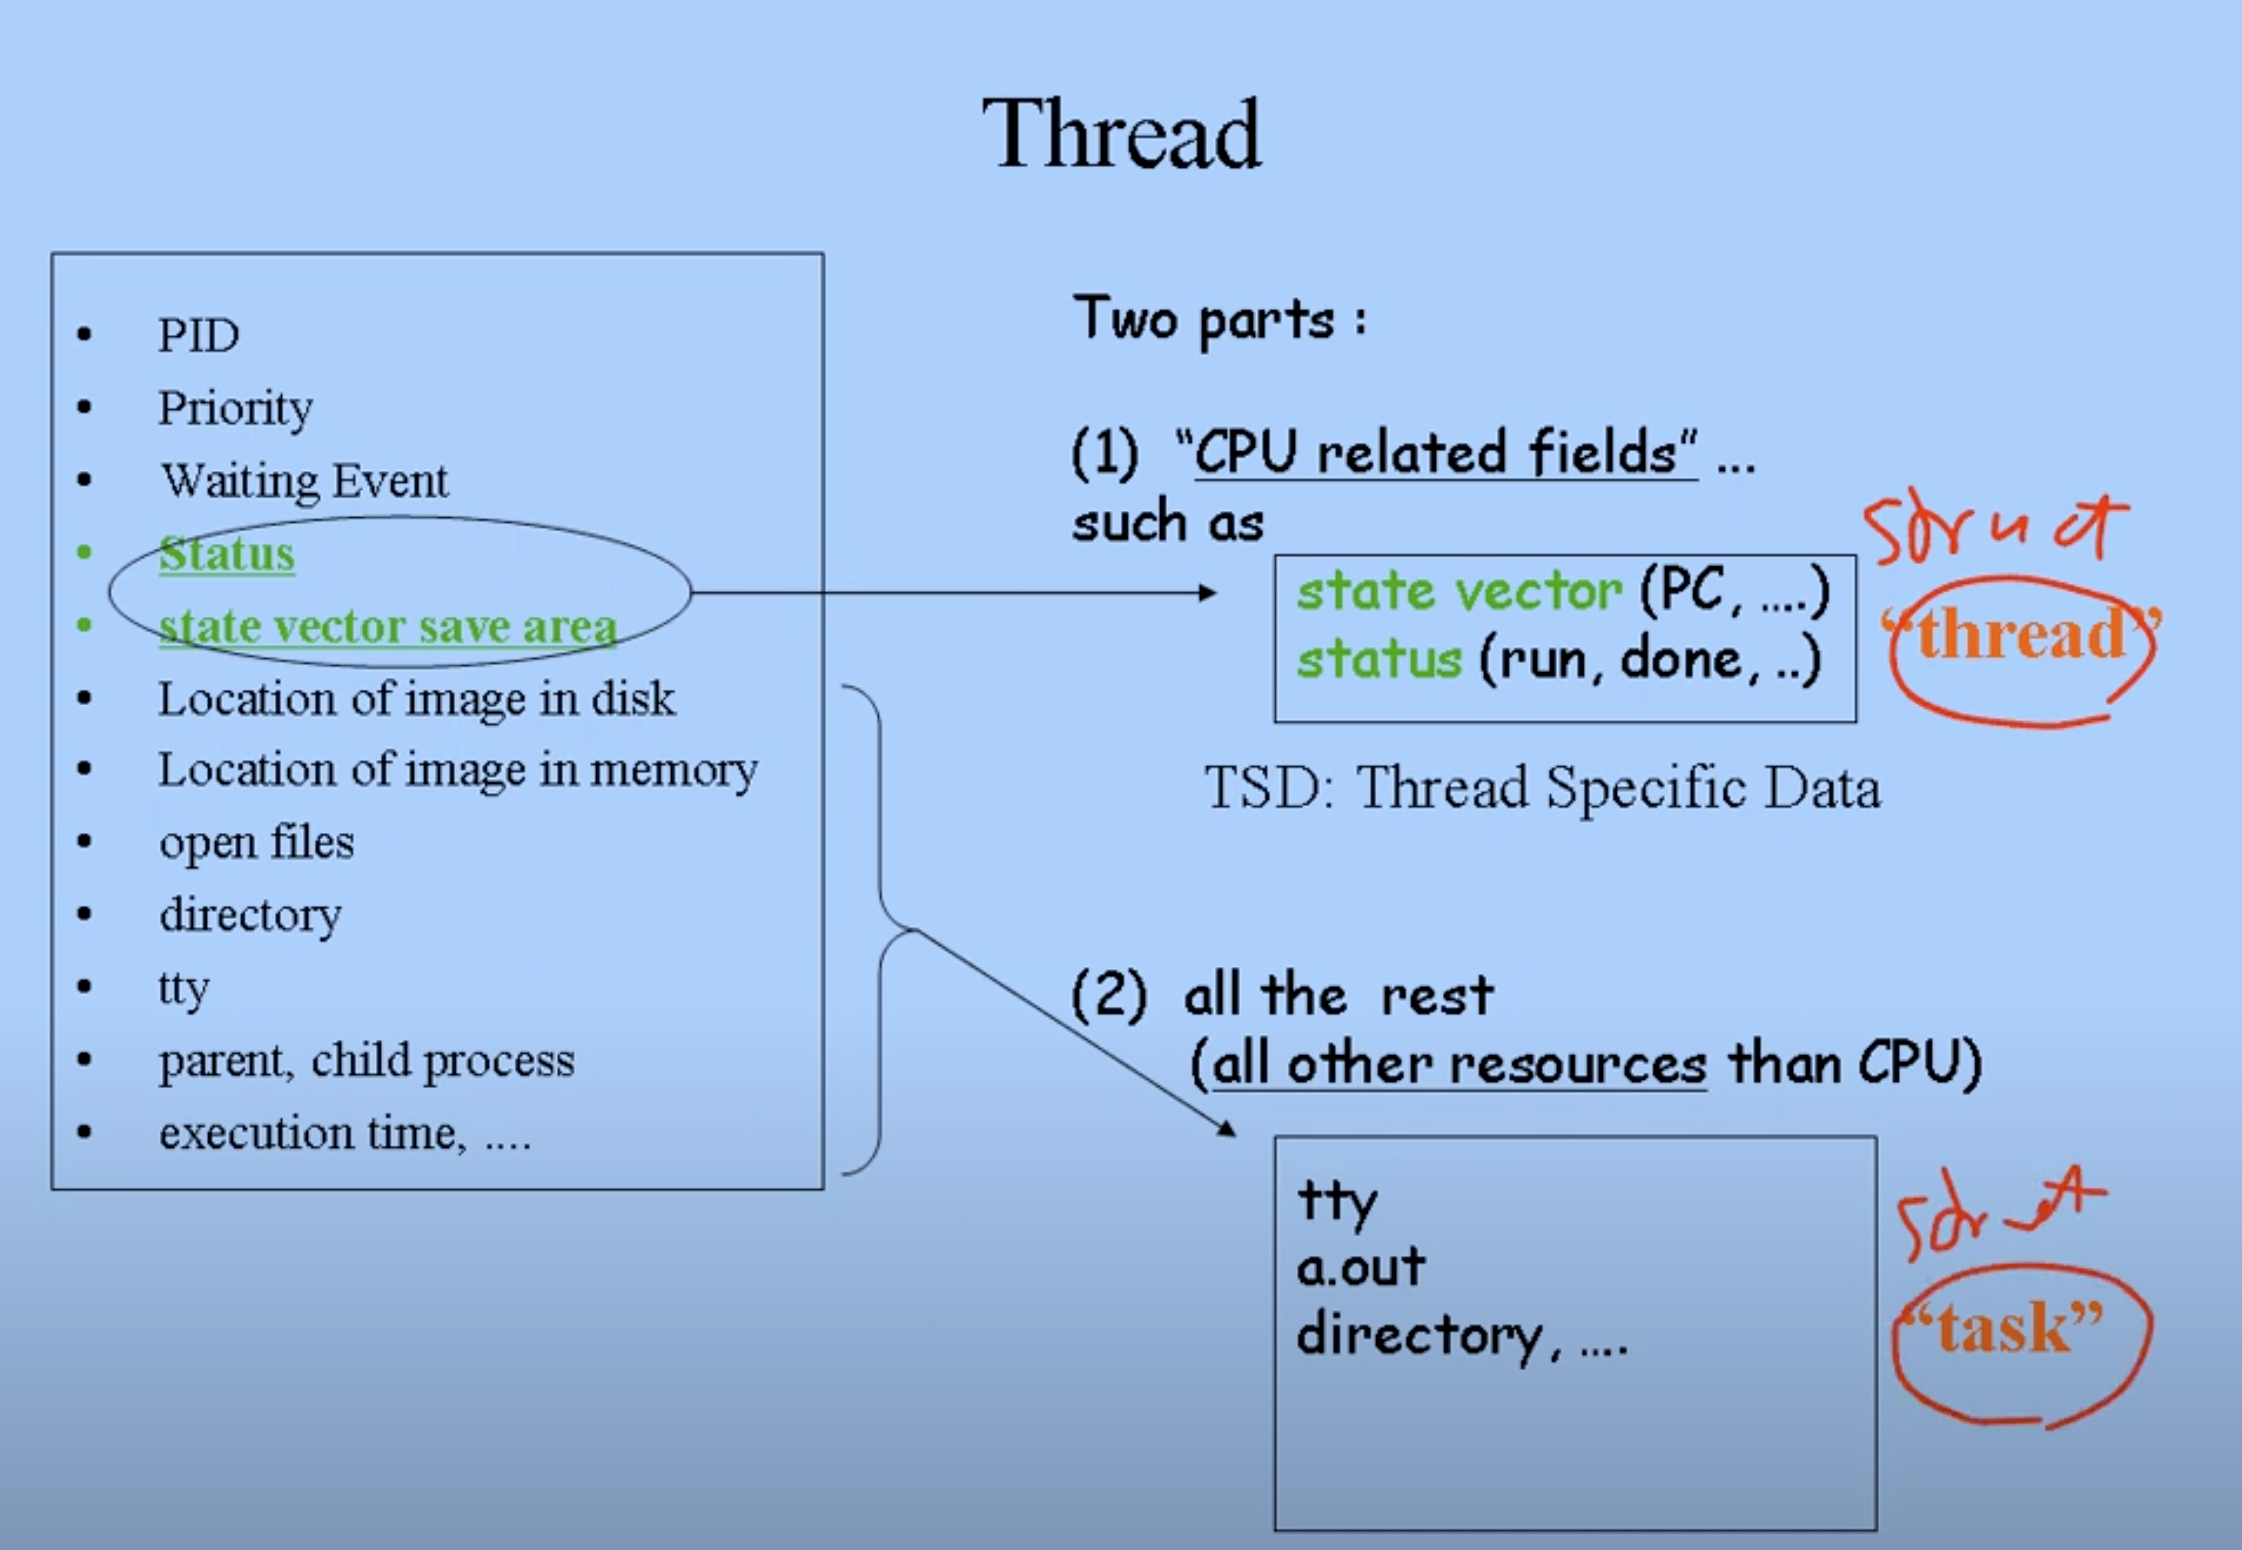 Thread
PID
Priority
Waiting Event
Status
state vector save area
Location of image in disk
Location of image in memory
open files
directory
tty
parent, child process
execution time, ....
Two parts :
(1) "CPU related fields" ...
such as
state vector (PC, ....)
status (run, done, ..)
struct
“thread”
TSD: Thread Specific Data
(2) all the rest
(all other resources than CPU)
tty
a.out
directory, ....
“task”